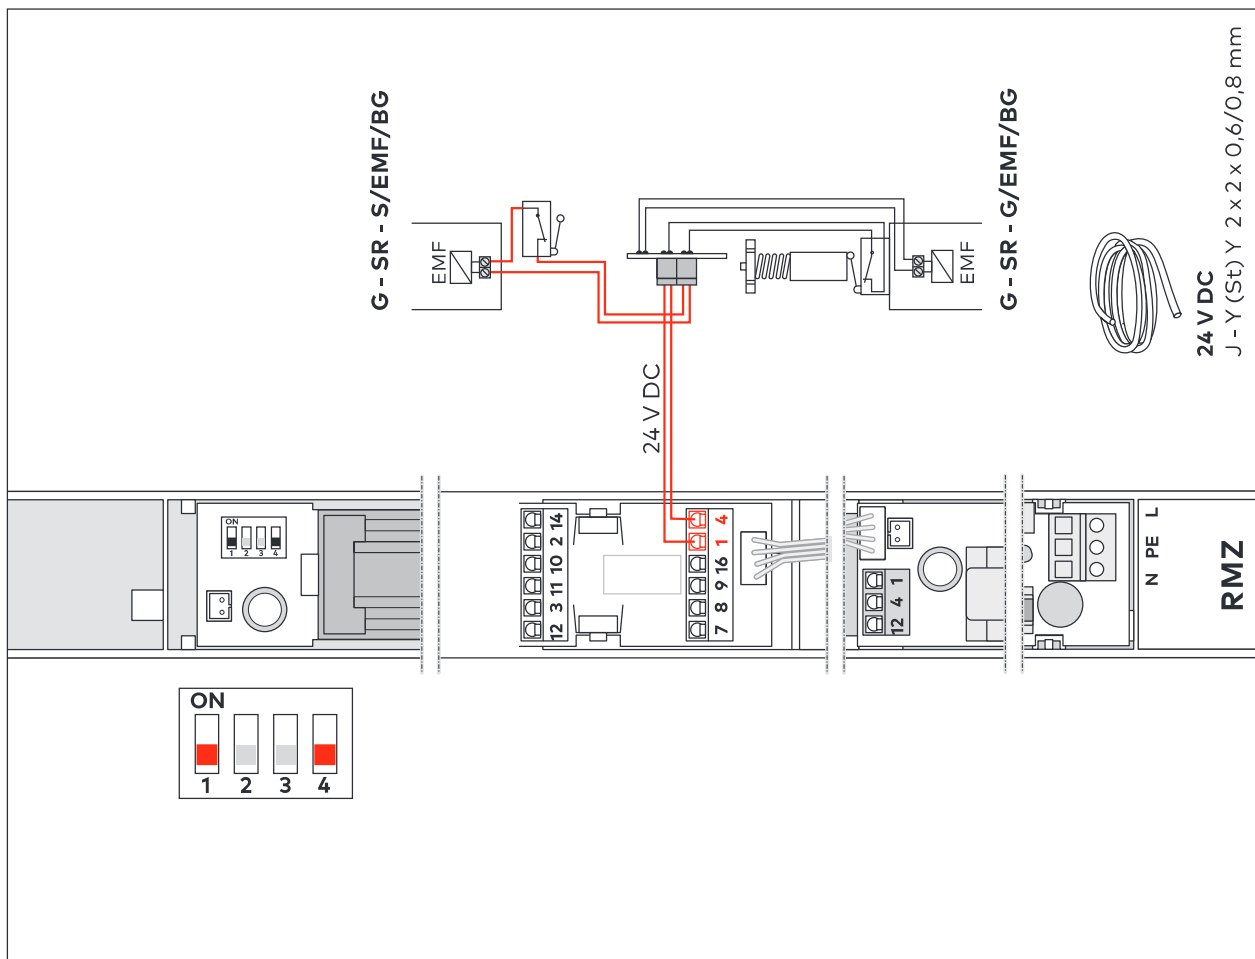 G - SR - S/EMF/BG
EMF
G - SR - G/EMF/BG
EMF
24 V DC
J - Y (St) Y 2 x 2 x 0,6/0,8 mm
24 V DC
ON
1 2 3 4
14
2
10
11
3
12
4
1
16
9
8
7
1
4
12
N PE L
RMZ
ON
1 2 3 4